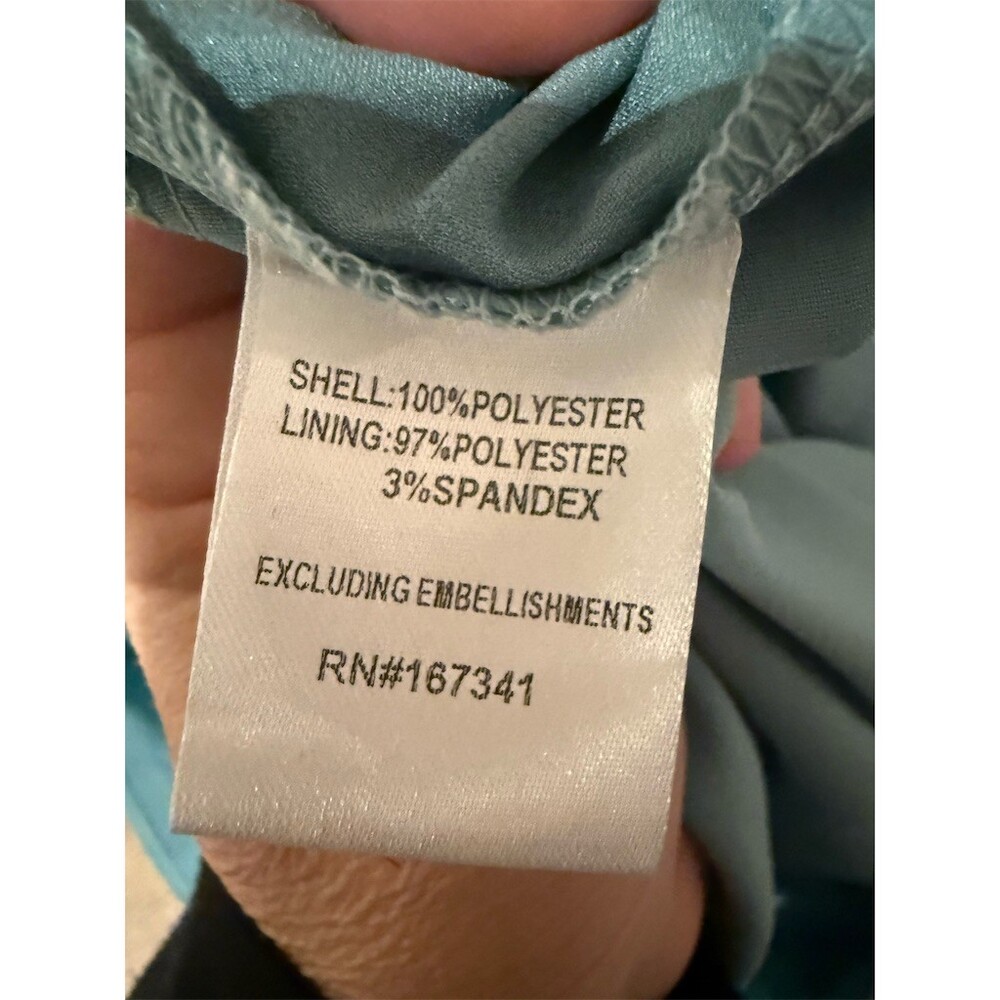 SHELL:100%POLYESTER
LINING:97%POLYESTER
3%SPANDEX
EXCLUDING EMBELLISHMENTS
RN#167341